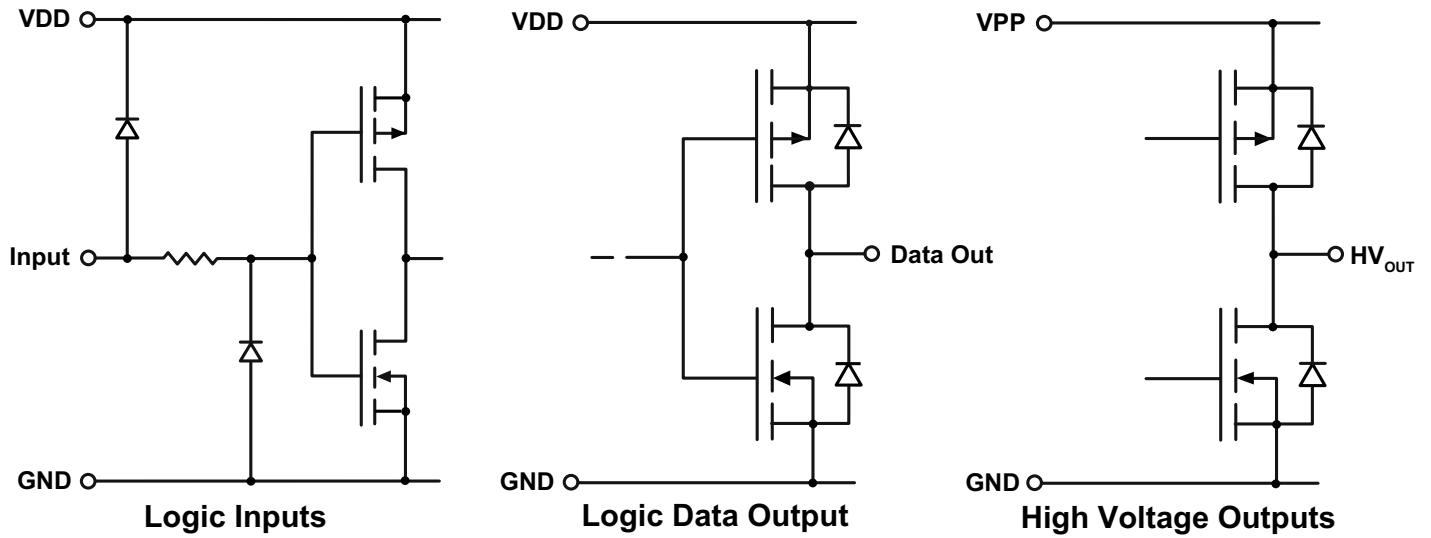 VDD
Input
GND
Logic Inputs
VDD
Data Out
GND
Logic Data Output
VPP
HVOUT
GND
High Voltage Outputs